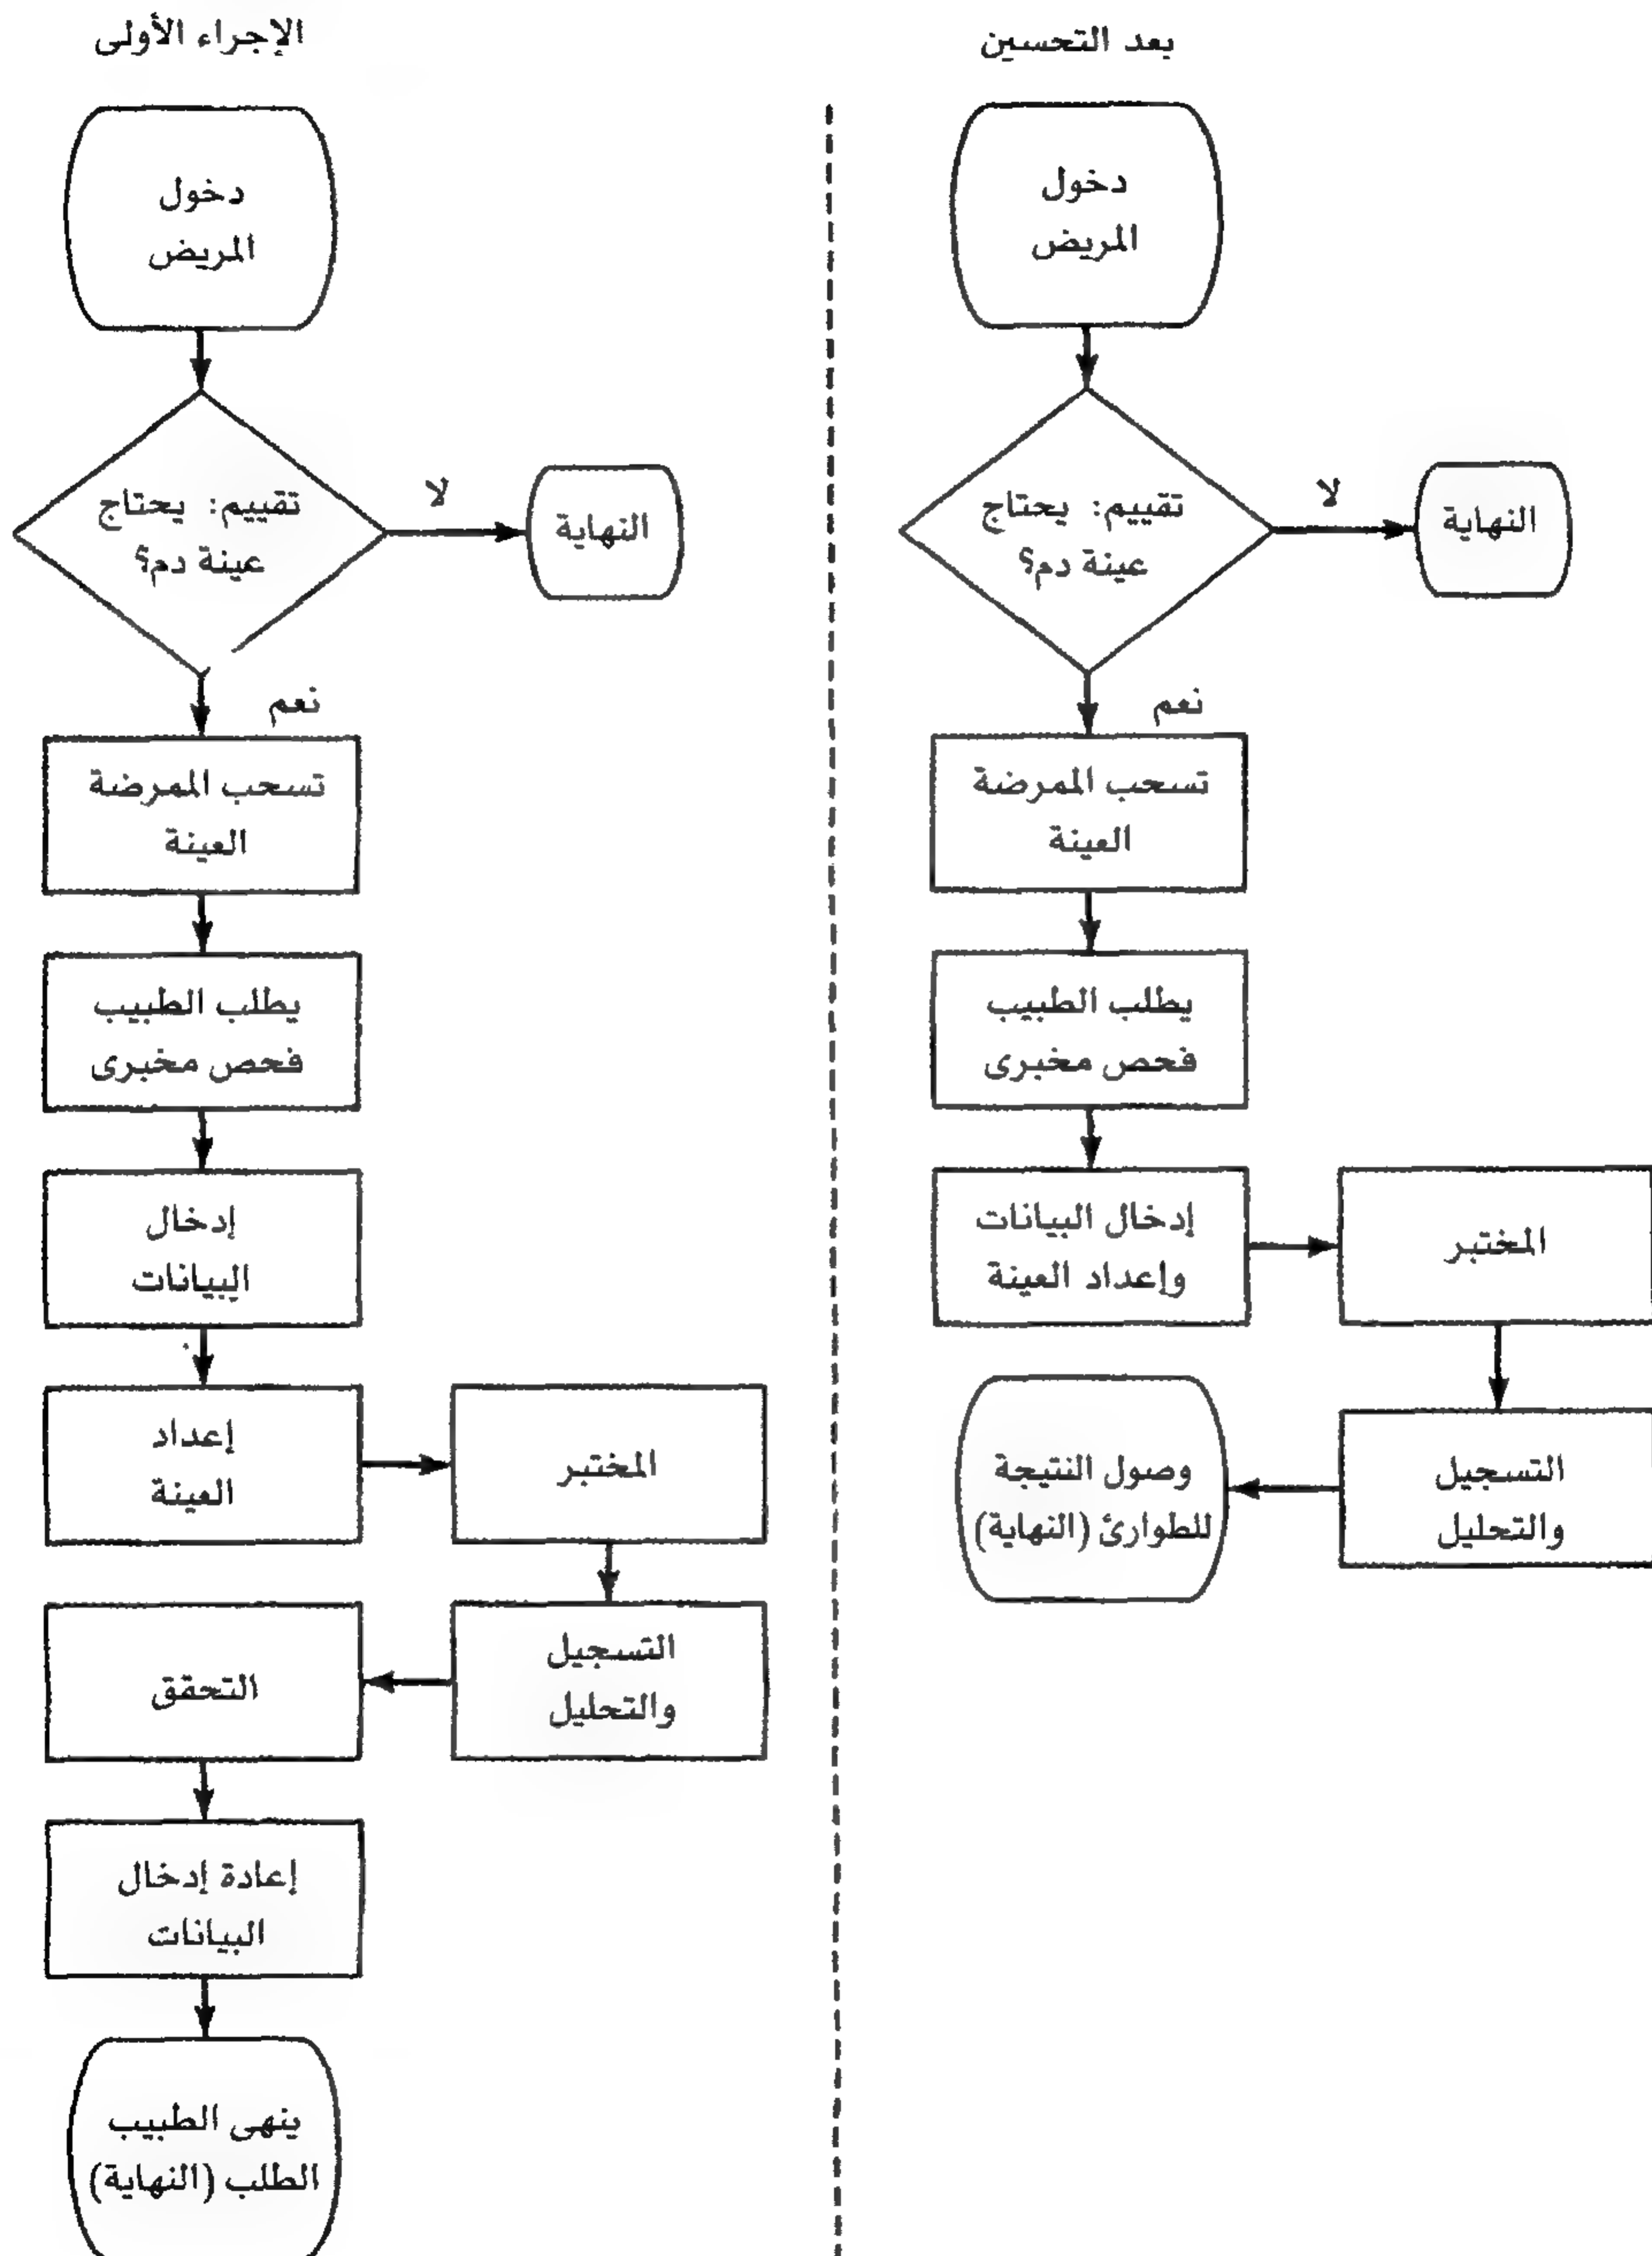 الإجراء الأولى
دخول
المريض
تقييم: يحتاج
عينة دم؟
لا
النهاية
نعم
تسحب الممرضة
العينة
يطلب الطبيب
فحص مخبرى
إدخال
البيانات
إعداد
العينة
المختبر
التسجيل
والتحليل
التحقق
إعادة إدخال
البيانات
ينهى الطبيب
الطلب (النهاية)
بعد التحسين
دخول
المريض
تقييم: يحتاج
عينة دم؟
لا
النهاية
نعم
تسحب الممرضة
العينة
يطلب الطبيب
فحص مخبرى
إدخال البيانات
وإعداد العينة
المختبر
التسجيل
والتحليل
وصول النتيجة
للطوارئ (النهاية)